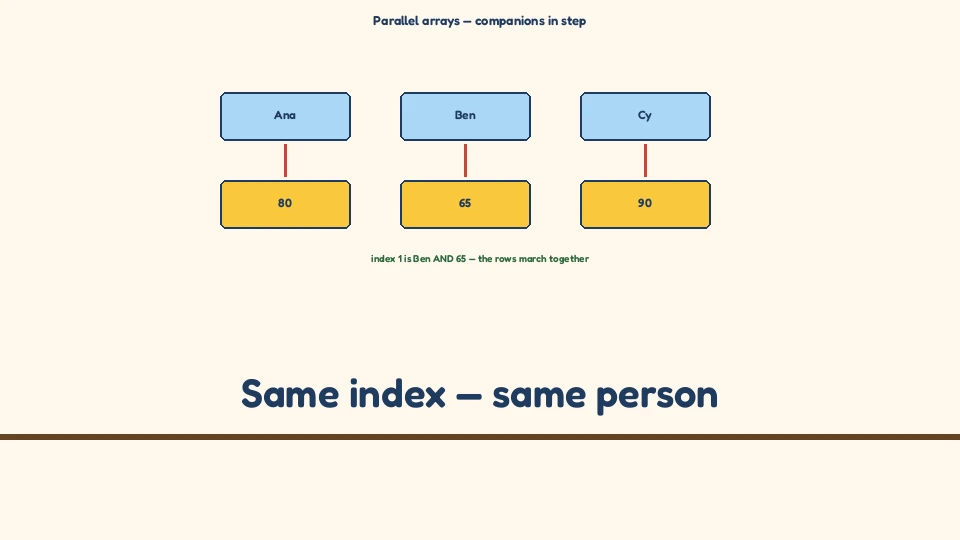 Parallel arrays — companions in step
Ana Ben Cy
80 65 90
index 1 is Ben AND 65 — the rows march together
Same index — same person